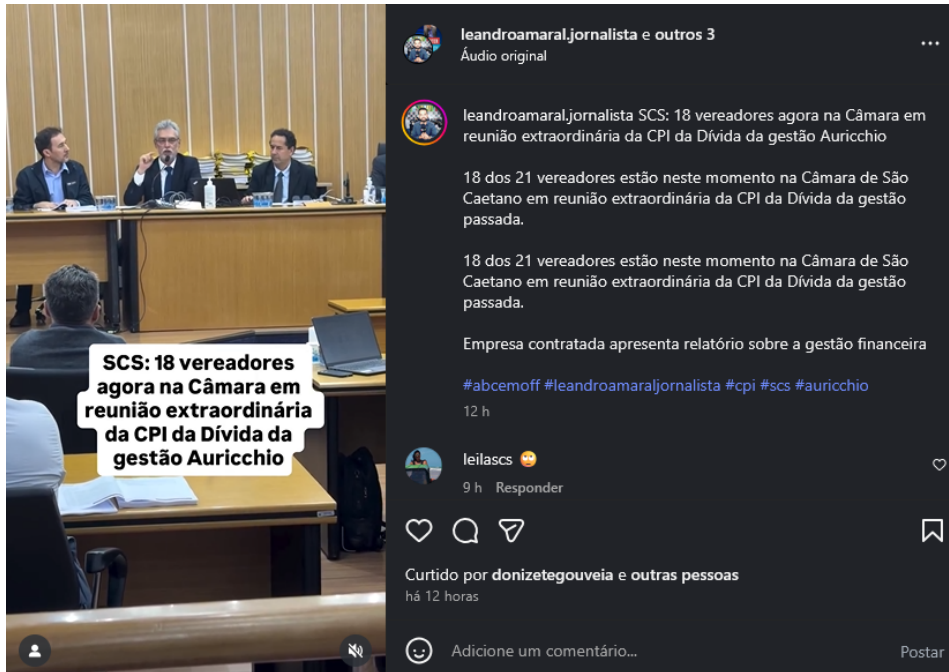 SCS: 18 vereadores
agora na Câmara em
reunião extraordinária
da CPI da Dívida da
gestão Auricchio
leandroamaral.jornalista e outros 3
Áudio original
leandroamaral.jornalista SCS: 18 vereadores agora na Câmara em
reunião extraordinária da CPI da Dívida da gestão Auricchio
18 dos 21 vereadores estão neste momento na Câmara de São
Caetano em reunião extraordinária da CPI da Dívida da gestão
passada.
18 dos 21 vereadores estão neste momento na Câmara de São
Caetano em reunião extraordinária da CPI da Dívida da gestão
passada.
Empresa contratada apresenta relatório sobre a gestão financeira
#abcemoff #leandroamaraljornalista #cpi #scs #auricchio
12 h
leilascs 🙄
9 h Responder
Curtido por donizetegouveia e outras pessoas
há 12 horas
Adicione um comentário...
Postar